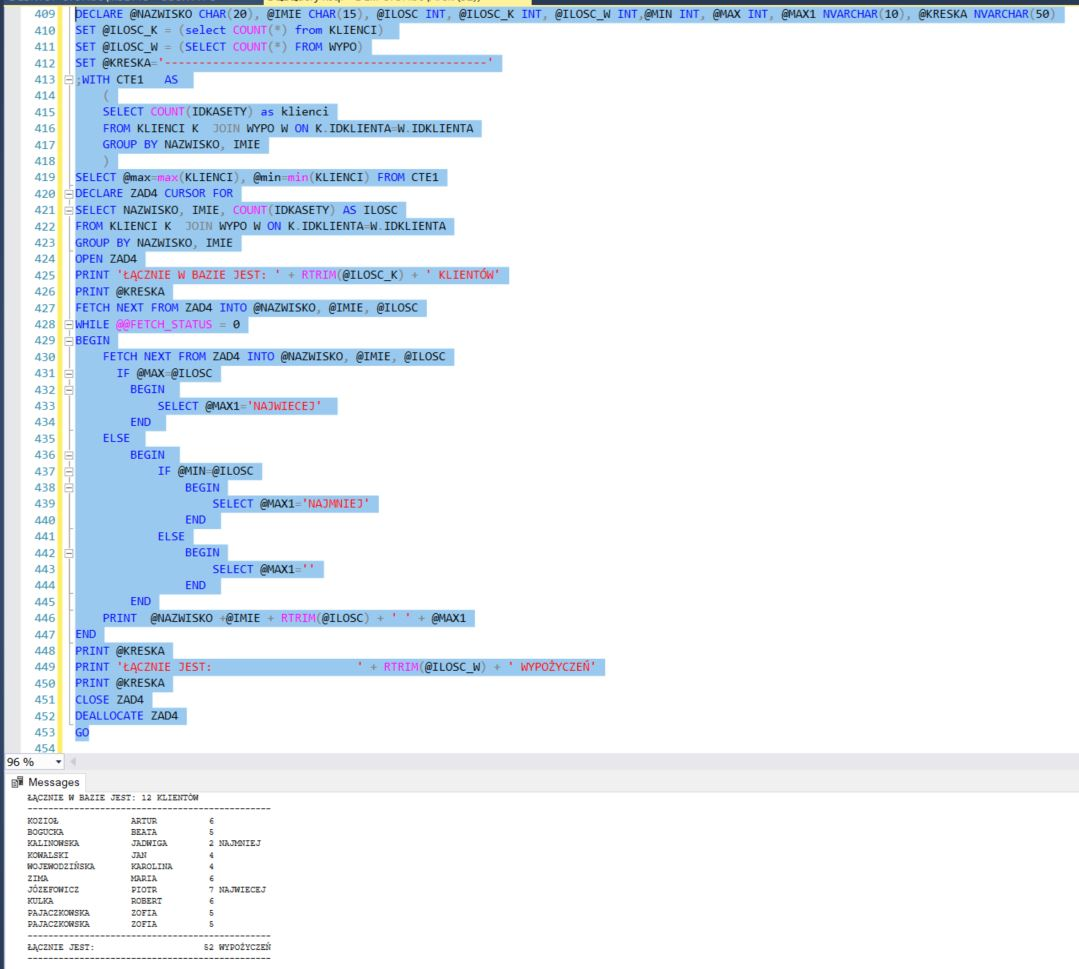 409 DECLARE @NAZWISKO CHAR(20), @IMIE CHAR(15), @ILOSC INT, @ILOSC_K INT, @ILOSC_W INT,@MIN INT, @MAX INT, @MAX1 NVARCHAR(10), @KRESKA NVARCHAR(50)
410 SET @ILOSC_K = (select COUNT(*) from KLIENCI)
411 SET @ILOSC_W = (SELECT COUNT(*) FROM WYPO)
412 SET @KRESKA='-----------------------------------------------'
413 ;WITH CTE1   AS
414     (
415     SELECT COUNT(IDKASETY) as klienci
416     FROM KLIENCI K  JOIN WYPO W ON K.IDKLIENTA=W.IDKLIENTA
417     GROUP BY NAZWISKO, IMIE
418     )
419 SELECT @max=max(KLIENCI), @min=min(KLIENCI) FROM CTE1
420 DECLARE ZAD4 CURSOR FOR
421 SELECT NAZWISKO, IMIE, COUNT(IDKASETY) AS ILOSC
422 FROM KLIENCI K  JOIN WYPO W ON K.IDKLIENTA=W.IDKLIENTA
423 GROUP BY NAZWISKO, IMIE
424 OPEN ZAD4
425 PRINT 'ŁĄCZNIE W BAZIE JEST: ' + RTRIM(@ILOSC_K) + ' KLIENTÓW'
426 PRINT @KRESKA
427 FETCH NEXT FROM ZAD4 INTO @NAZWISKO, @IMIE, @ILOSC
428 WHILE @@FETCH_STATUS = 0
429 BEGIN
430     FETCH NEXT FROM ZAD4 INTO @NAZWISKO, @IMIE, @ILOSC
431       IF @MAX=@ILOSC
432         BEGIN
433             SELECT @MAX1='NAJWIECEJ'
434         END
435     ELSE
436         BEGIN
437             IF @MIN=@ILOSC
438                 BEGIN
439                     SELECT @MAX1='NAJMNIEJ'
440                 END
441             ELSE
442                 BEGIN
443                     SELECT @MAX1=''
444                 END
445         END
446     PRINT  @NAZWISKO +@IMIE + RTRIM(@ILOSC) + ' ' + @MAX1
447 END
448 PRINT @KRESKA
449 PRINT 'ŁĄCZNIE JEST:                     ' + RTRIM(@ILOSC_W) + ' WYPOŻYCZEŃ'
450 PRINT @KRESKA
451 CLOSE ZAD4
452 DEALLOCATE ZAD4
453 GO
454
96 %
Messages
ŁĄCZNIE W BAZIE JEST: 12 KLIENTÓW
-----------------------------------------------
KOZIOŁ ARTUR 6
BOGUCKA BEATA 5
KALINOWSKA JADWIGA 2 NAJMNIEJ
KOWALSKI JAN 4
WOJEWODZIŃSKA KAROLINA 4
ZIMA MARIA 6
JÓZEFOWICZ PIOTR 7 NAJWIECEJ
KULKA ROBERT 6
PAJACZKOWSKA ZOFIA 5
PAJACZKOWSKA ZOFIA 5
-----------------------------------------------
ŁĄCZNIE JEST: 52 WYPOŻYCZEŃ
-----------------------------------------------